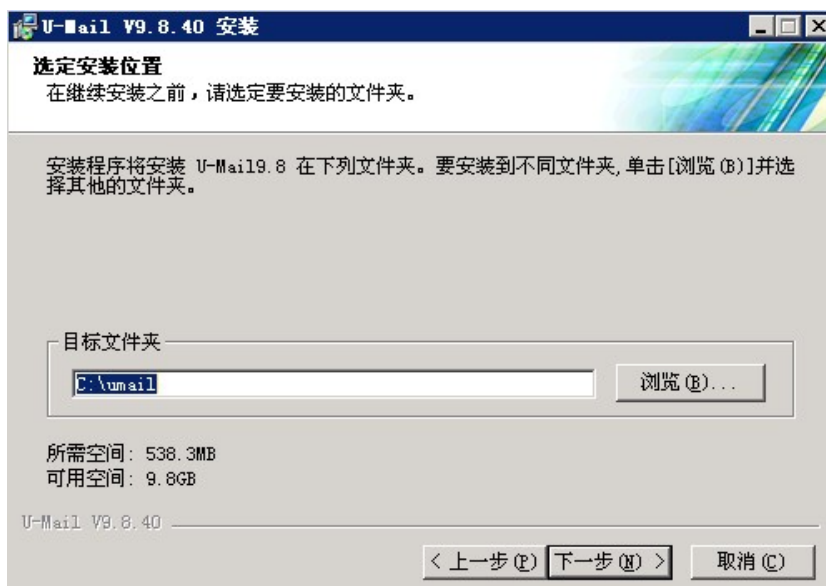 U-Mail V9.8.40 安装
选定安装位置
在继续安装之前，请选定要安装的文件夹。
安装程序将安装 U-Mail9.8 在下列文件夹。要安装到不同文件夹,单击[浏览(B)]并选
择其他的文件夹。
目标文件夹
C:\umail
浏览(B)...
所需空间: 538.3MB
可用空间: 9.8GB
U-Mail V9.8.40
< 上一步(P) 下一步(N) > 取消(C)